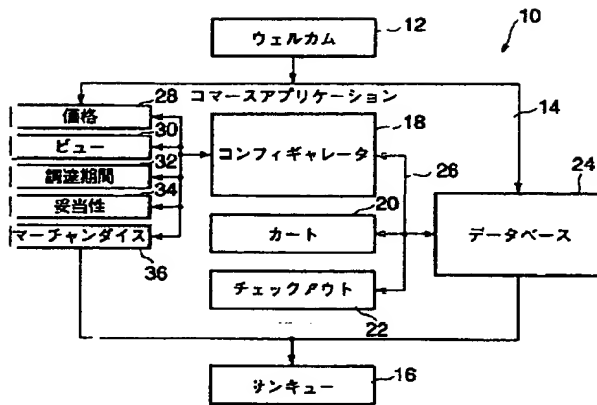 ウェルカム
12
10
コマースアプリケーション
28
価格
30
ビュー
32
調達期間
34
妥当性
マーチャンダイス
36
18
コンフィギャレータ
14
26
24
20
カート
データベース
チェックアウト
22
サンキュー
16